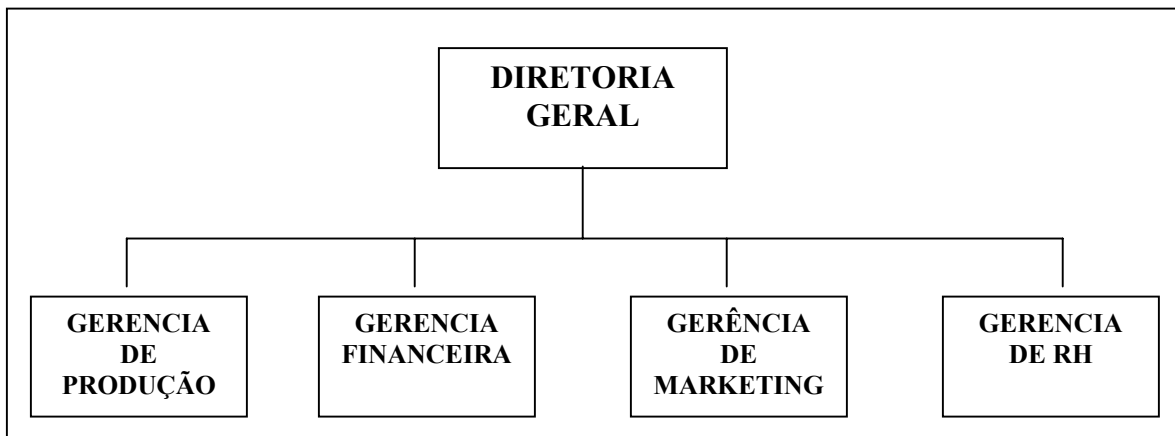 DIRETORIA
GERAL
GERENCIA
DE
PRODUÇÃO
GERENCIA
FINANCEIRA
GERÊNCIA
DE
MARKETING
GERENCIA
DE RH